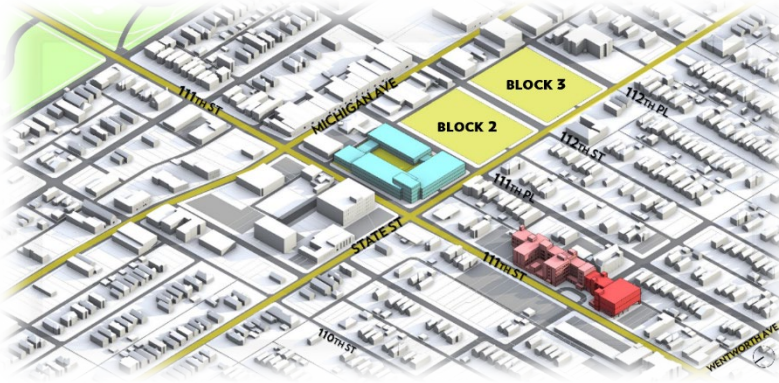 BLOCK 3
111TH ST
MICHIGAN AVE
112TH PL
BLOCK 2
112TH ST
111TH PL
STATE ST
111TH ST
110TH ST
WENTWORTH AVE